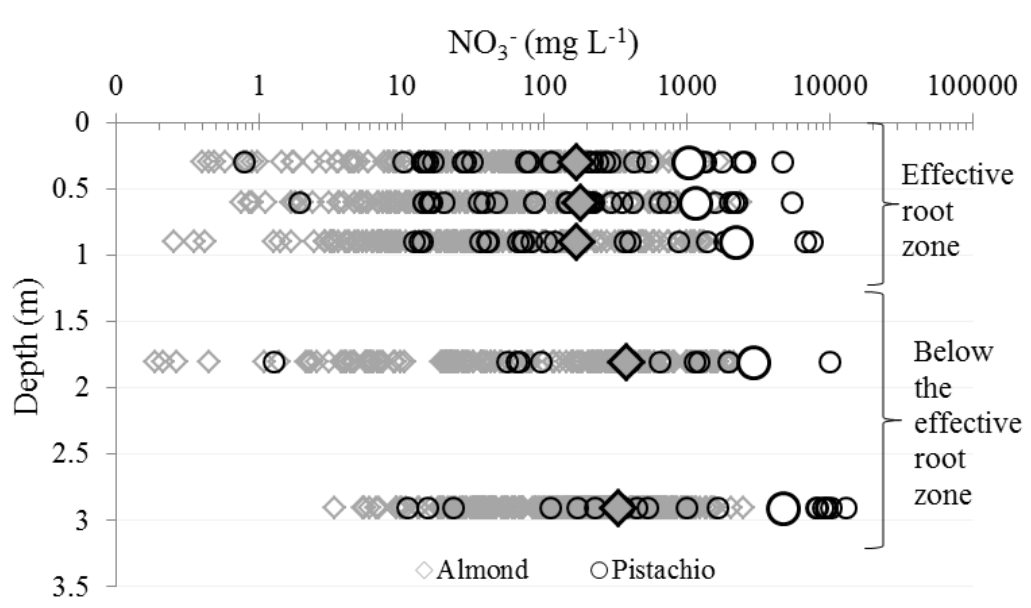 NO₃⁻ (mg L⁻¹)
0 1 10 100 1000 10000 100000
Depth (m)
0
0.5
1
1.5
2
2.5
3
3.5
Effective
root
zone
Below
the
effective
root
zone
Almond Pistachio